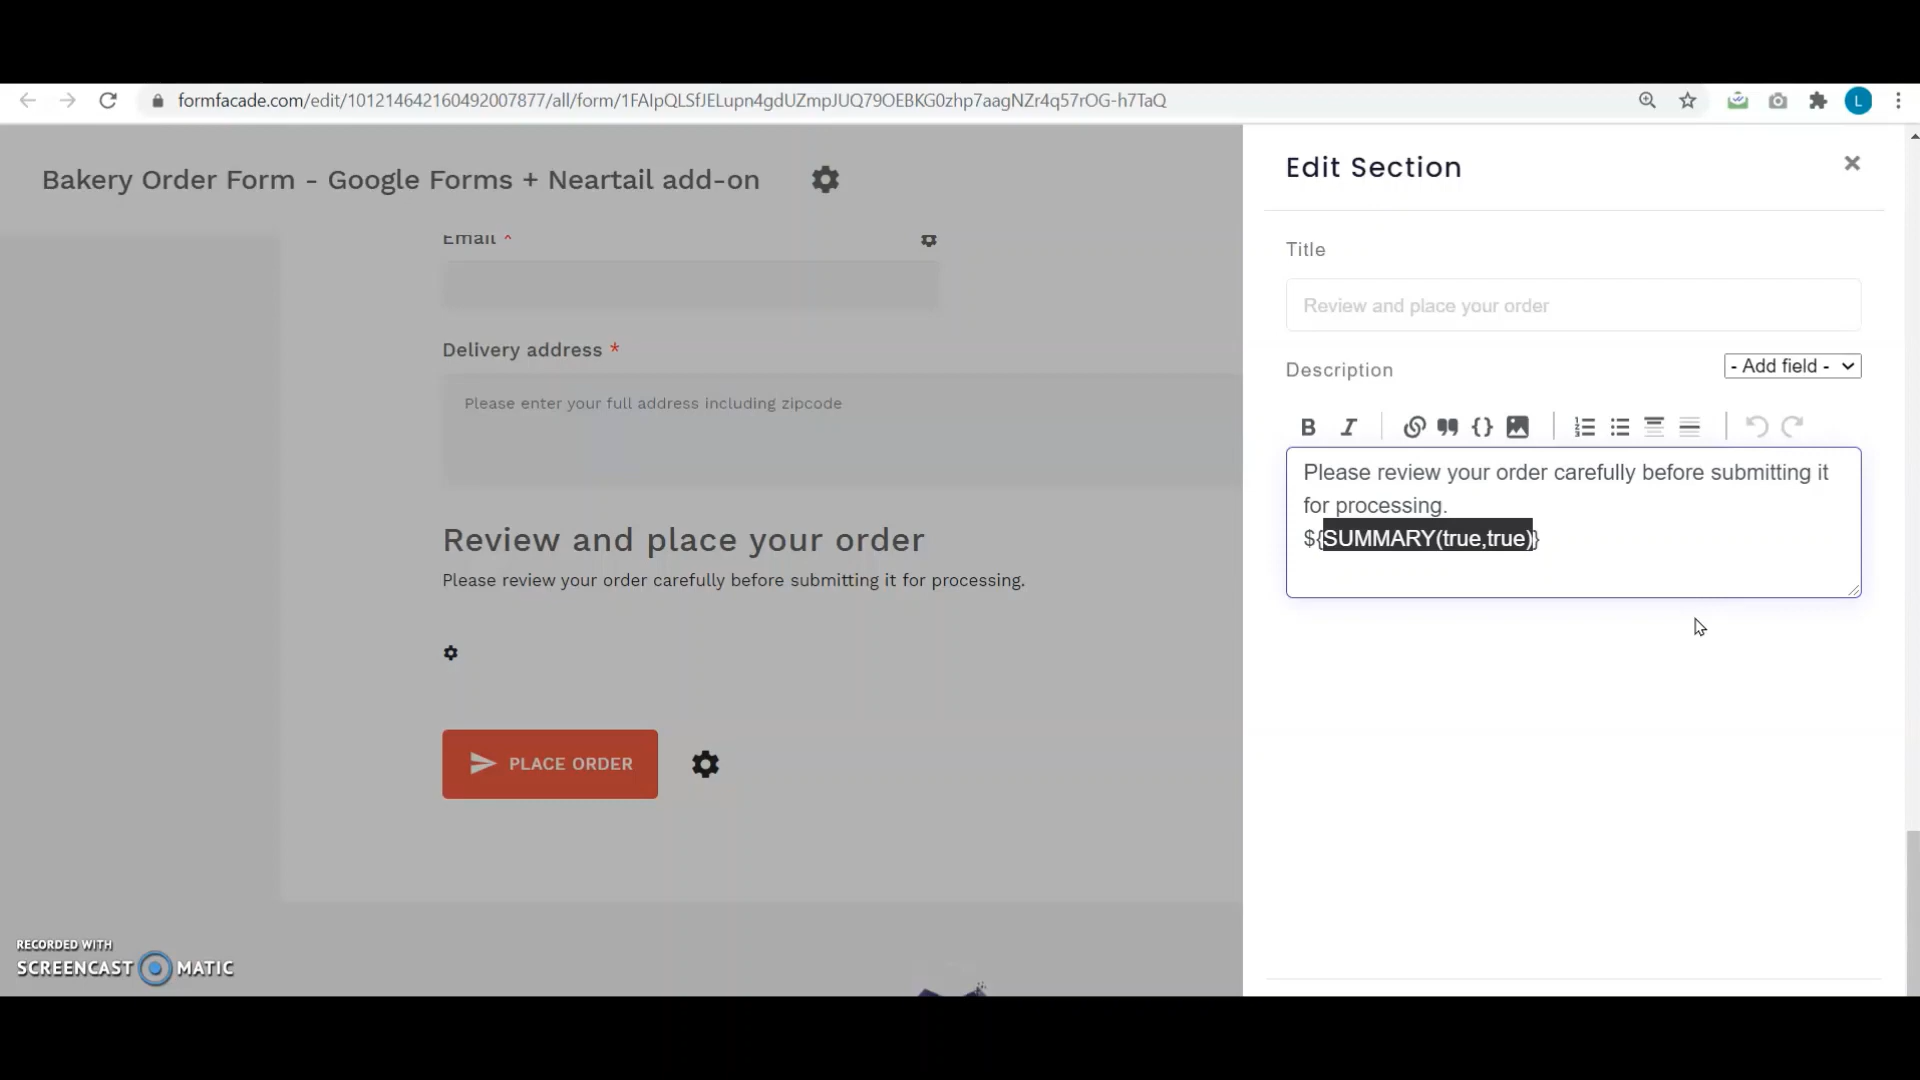 formfacade.com/edit/101214642160492007877/all/form/1FAIpQLSfJELupn4gdUZmpJUQ79OEBKG0zhp7aagNZr4q57rOG-h7TaQ
L
Bakery Order Form - Google Forms + Neartail add-on
Email *
Delivery address *
Please enter your full address including zipcode
Review and place your order
Please review your order carefully before submitting it for processing.
PLACE ORDER
Edit Section
Title
Review and place your order
Description
- Add field -
Please review your order carefully before submitting it
for processing.
${SUMMARY(true,true)}
RECORDED WITH
SCREENCAST MATIC